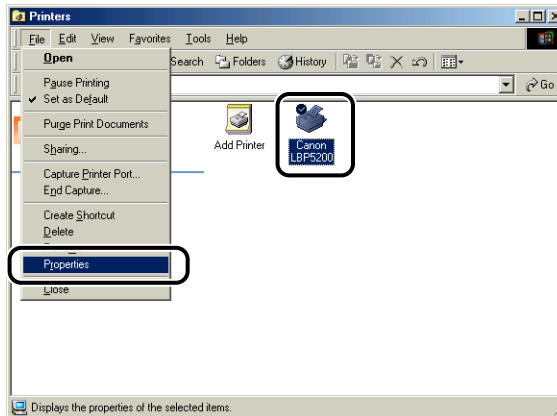 Printers
File Edit View Favorites Tools Help
Open
Search Folders History
Pause Printing
Set as Default
Go
Purge Print Documents
Sharing...
Capture Printer Port...
End Capture...
Create Shortcut
Delete
Properties
Close
Add Printer
Canon
LBP5200
Displays the properties of the selected items.